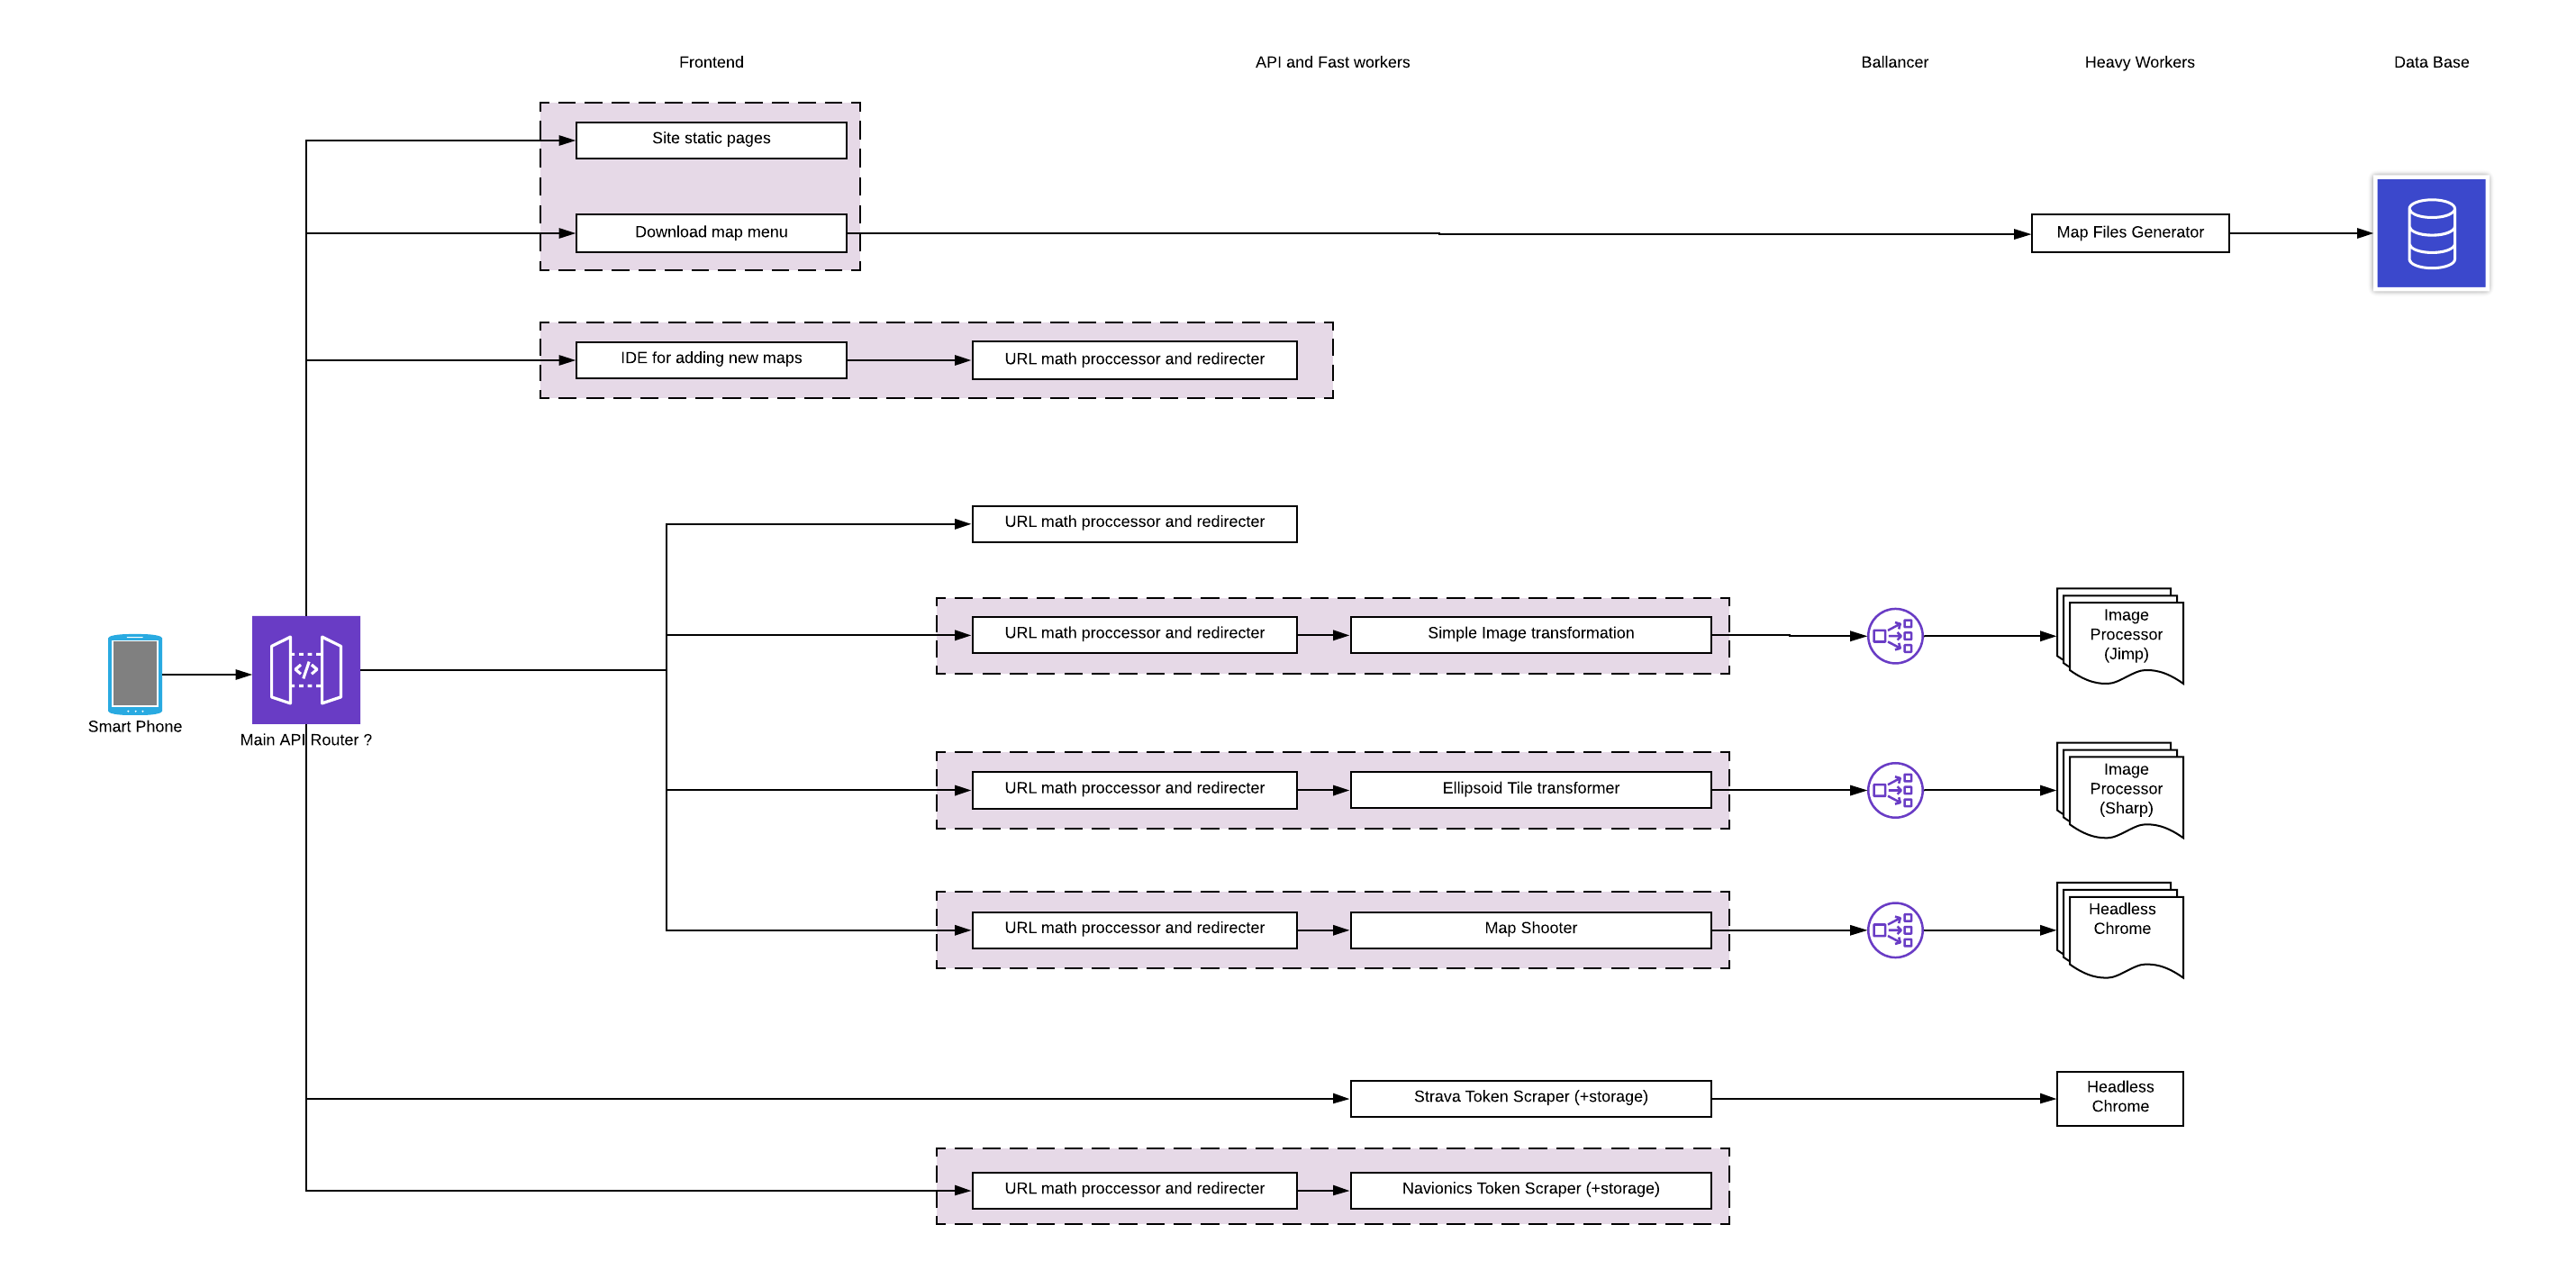 Frontend
API and Fast workers
Ballancer
Heavy Workers
Data Base
Site static pages
Download map menu
Map Files Generator
IDE for adding new maps
URL math proccessor and redirecter
URL math proccessor and redirecter
URL math proccessor and redirecter
Simple Image transformation
Image
Processor
(Jimp)
Smart Phone
Main API Router ?
URL math proccessor and redirecter
Ellipsoid Tile transformer
Image
Processor
(Sharp)
URL math proccessor and redirecter
Map Shooter
Headless
Chrome
Strava Token Scraper (+storage)
Headless
Chrome
URL math proccessor and redirecter
Navionics Token Scraper (+storage)